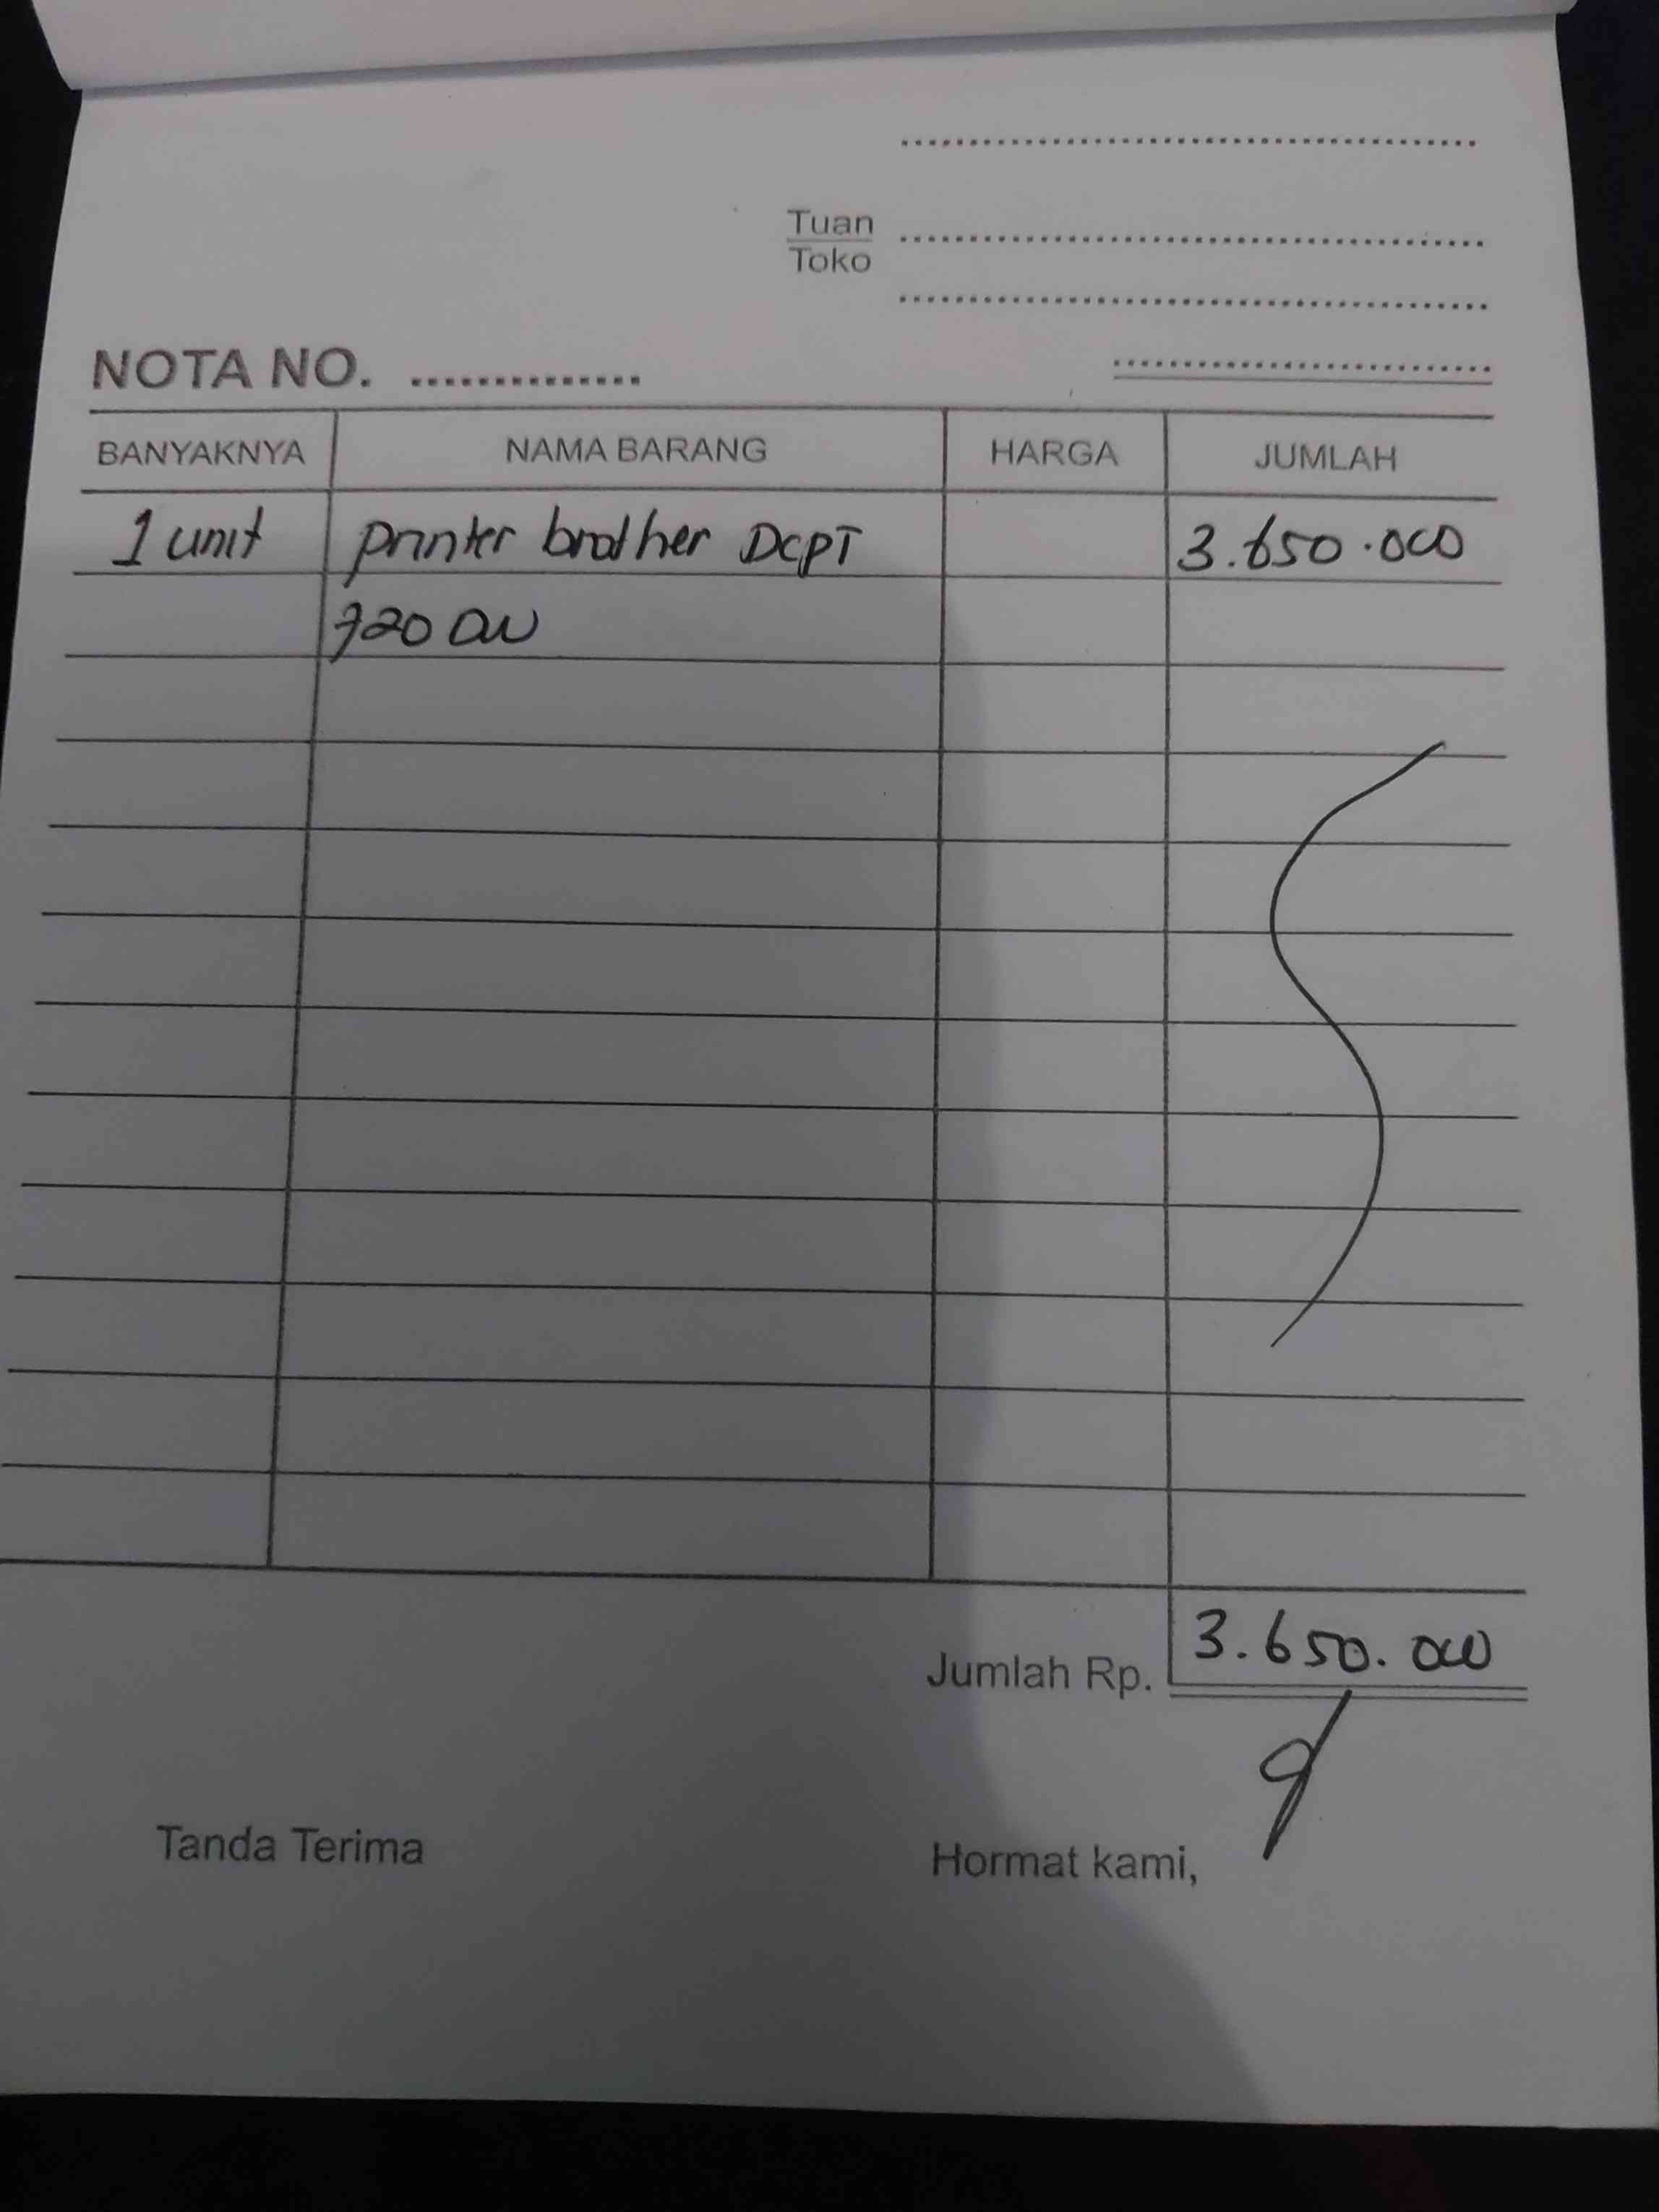 Tuan
Toko
NOTA NO. ..............
BANYAKNYA NAMA BARANG HARGA JUMLAH
1 unit printer brother DCPT 3.650.000
720 DW
Jumlah Rp. 3.650.000
Tanda Terima Hormat kami,